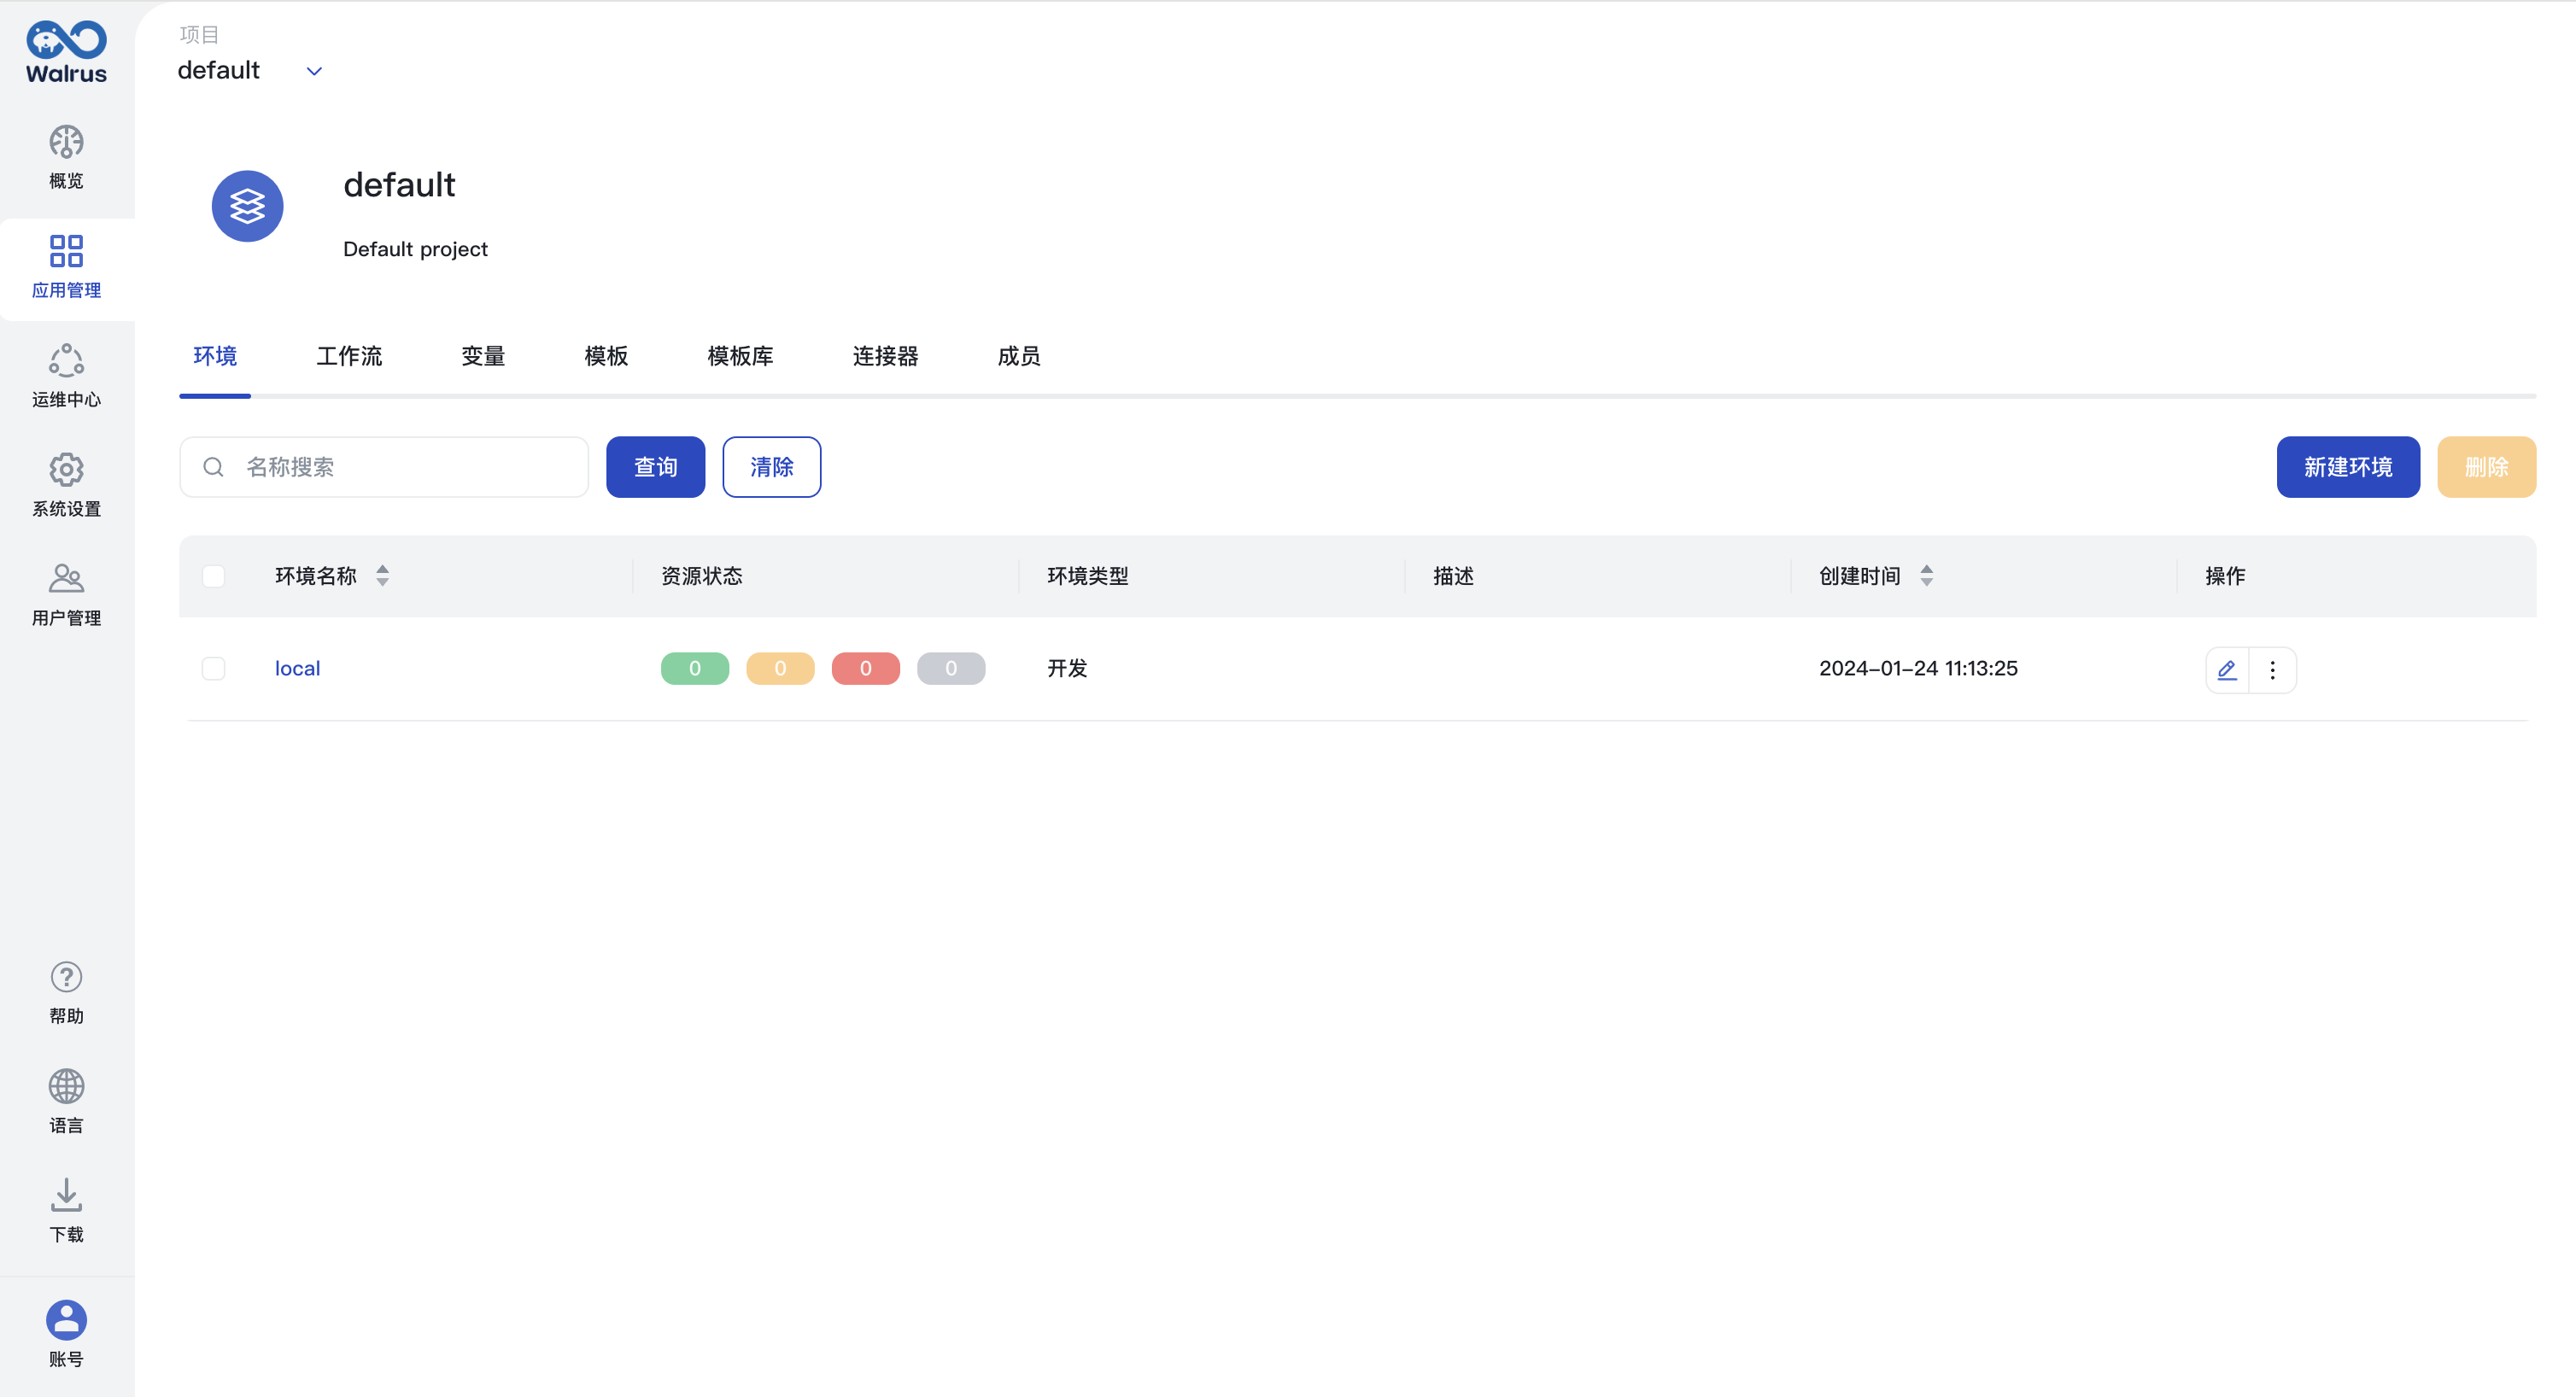 Walrus
概览
应用管理
运维中心
系统设置
用户管理
帮助
语言
下载
账号
项目
default
default
Default project
环境 工作流 变量 模板 模板库 连接器 成员
名称搜索 查询 清除 新建环境 删除
环境名称 资源状态 环境类型 描述 创建时间 操作
local 0 0 0 0 开发 2024-01-24 11:13:25